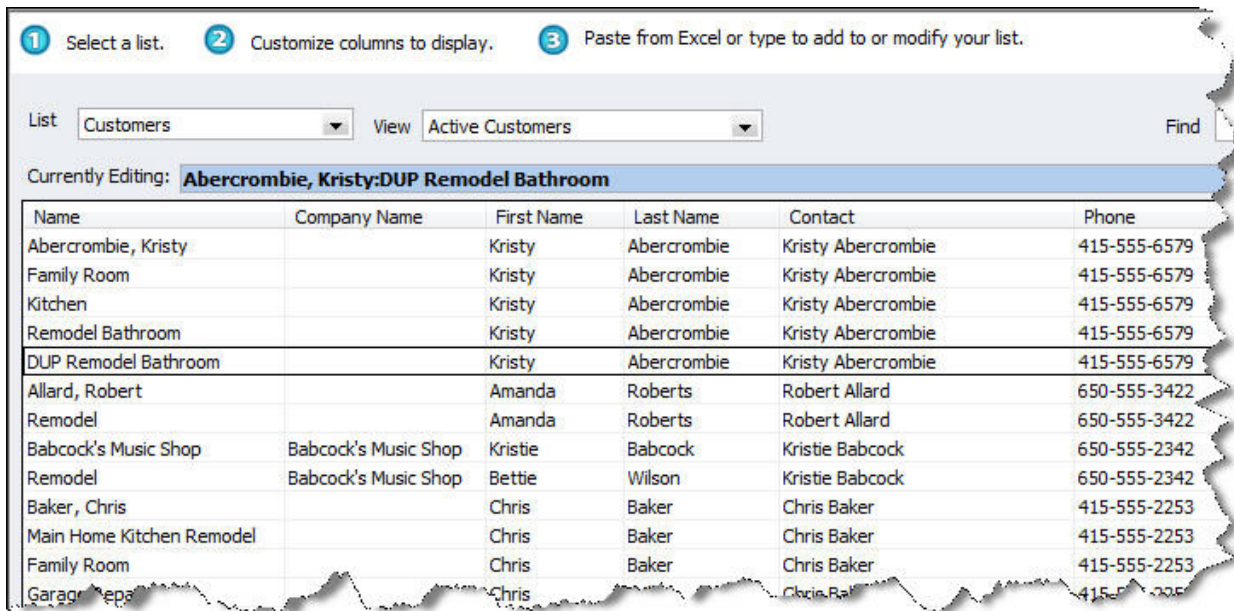 1 Select a list. 2 Customize columns to display. 3 Paste from Excel or type to add to or modify your list.
List Customers View Active Customers Find
Currently Editing: Abercrombie, Kristy:DUP Remodel Bathroom
Name Company Name First Name Last Name Contact Phone
Abercrombie, Kristy Kristy Abercrombie Kristy Abercrombie 415-555-6579
Family Room Kristy Abercrombie Kristy Abercrombie 415-555-6579
Kitchen Kristy Abercrombie Kristy Abercrombie 415-555-6579
Remodel Bathroom Kristy Abercrombie Kristy Abercrombie 415-555-6579
DUP Remodel Bathroom Kristy Abercrombie Kristy Abercrombie 415-555-6579
Allard, Robert Amanda Roberts Robert Allard 650-555-3422
Remodel Amanda Roberts Robert Allard 650-555-3422
Babcock's Music Shop Babcock's Music Shop Kristie Babcock Kristie Babcock 650-555-2342
Remodel Babcock's Music Shop Bettie Wilson Kristie Babcock 650-555-2342
Baker, Chris Chris Baker Chris Baker 415-555-2253
Main Home Kitchen Remodel Chris Baker Chris Baker 415-555-2253
Family Room Chris Baker Chris Baker 415-555-2253
Chris Chris